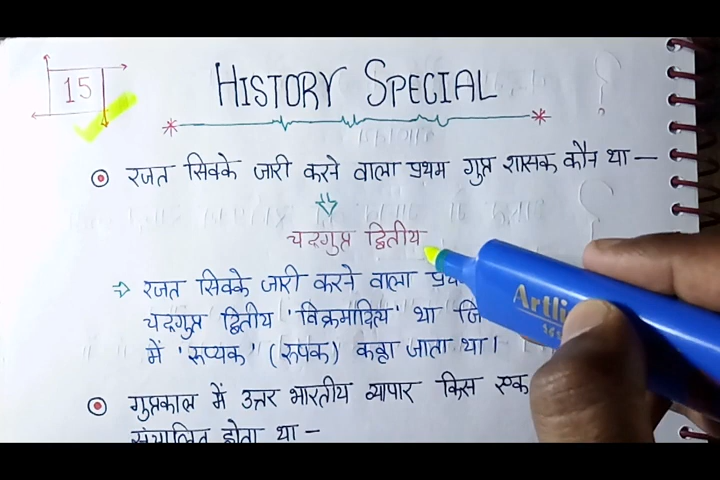 15
HISTORY SPECIAL
रजत सिक्के जारी करने वाला प्रथम गुप्त शासक कौन था —
चन्द्रगुप्त द्वितीय
रजत सिक्के जारी करने वाला
चन्द्रगुप्त द्वितीय 'विक्रमादित्य' था
में 'रूप्यक' (रूपक) कहा जाता था।
गुप्तकाल में उत्तर भारतीय व्यापार किस एक
संचालित होता था —